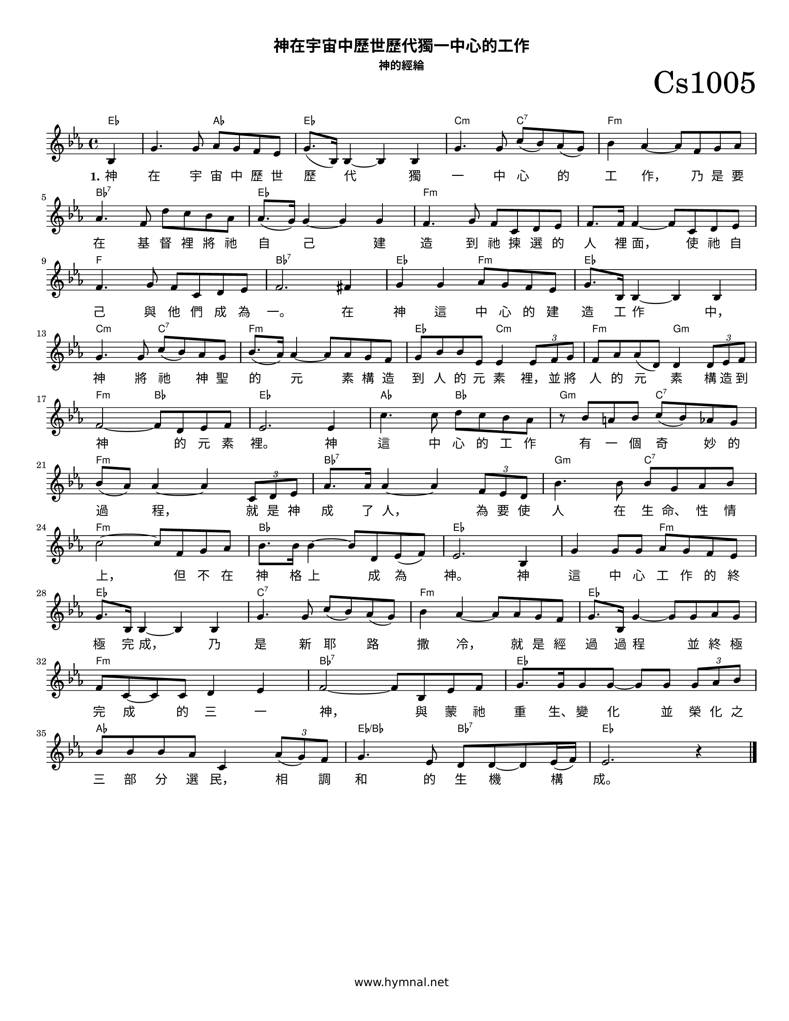 神在宇宙中歷世歷代獨一中心的工作
神的經綸
Cs1005
E♭ A♭ E♭ Cm C7 Fm
1. 神 在 宇 宙 中 歷 世 歷 代 獨 一 中 心 的 工 作， 乃 是 要
5 B♭7 E♭ Fm
在 基 督 裡 將 祂 自 己 建 造 到 祂 揀 選 的 人 裡 面， 使 祂 自
9 F B♭7 E♭ Fm E♭
己 與 他 們 成 為 一。 在 神 這 中 心 的 建 造 工 作 中，
13 Cm C7 Fm E♭ Cm Fm Gm
3 3
神 將 祂 神 聖 的 元 素 構 造 到 人 的 元 素 裡， 並 將 人 的 元 素 構 造 到
17 Fm B♭ E♭ A♭ B♭ Gm C7
神 的 元 素 裡。 神 這 中 心 的 工 作 有 一 個 奇 妙 的
21 Fm B♭7 Gm C7
3 3
過 程， 就 是 神 成 了 人， 為 要 使 人 在 生 命、 性 情
24 Fm B♭ E♭ Fm
上， 但 不 在 神 格 上 成 為 神。 神 這 中 心 工 作 的 終
28 E♭ C7 Fm E♭
極 完 成， 乃 是 新 耶 路 撒 冷， 就 是 經 過 過 程 並 終 極
32 Fm B♭7 E♭
3
完 成 的 三 一 神， 與 蒙 祂 重 生、 變 化 並 榮 化 之
35 A♭ E♭/B♭ B♭7 E♭
3
三 部 分 選 民， 相 調 和 的 生 機 構 成。
www.hymnal.net